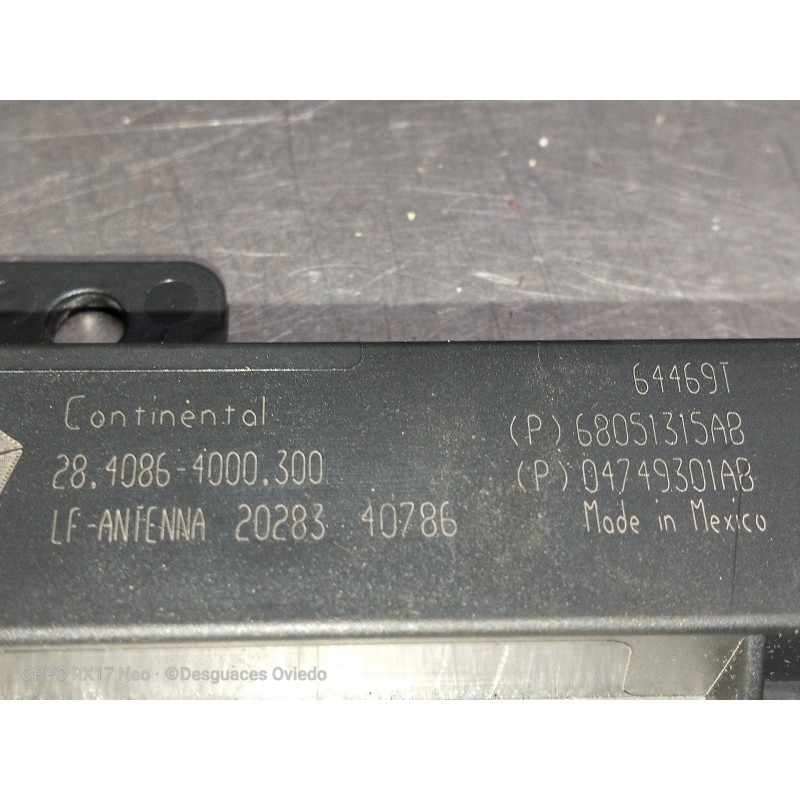 64469T
Continental
(P) 68051315AB
28.4086-4000.300
(P) 04749301AB
LF-ANTENNA 20283 40786
Made in Mexico
OPPO RX17 Neo · ©Desguaces Oviedo